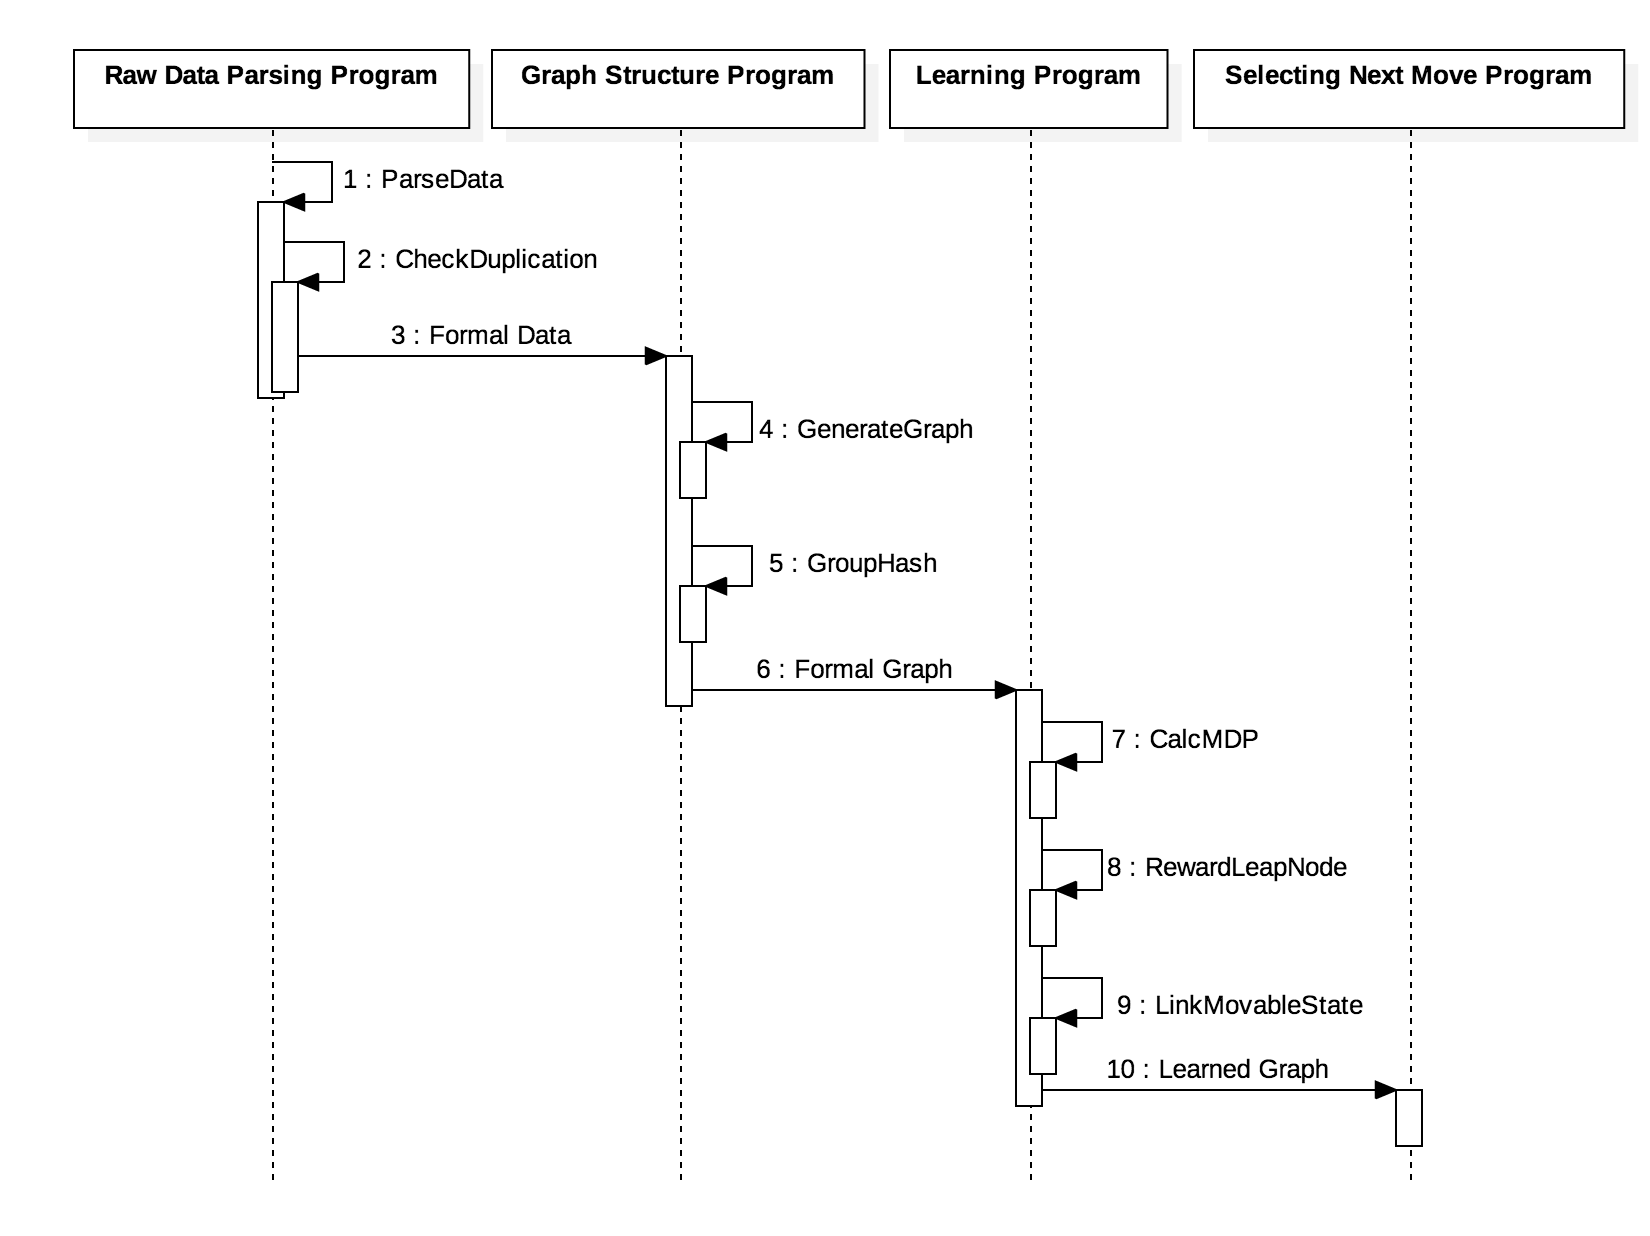 Raw Data Parsing Program
Graph Structure Program
Learning Program
Selecting Next Move Program
1 : ParseData
2 : CheckDuplication
3 : Formal Data
4 : GenerateGraph
5 : GroupHash
6 : Formal Graph
7 : CalcMDP
8 : RewardLeapNode
9 : LinkMovableState
10 : Learned Graph